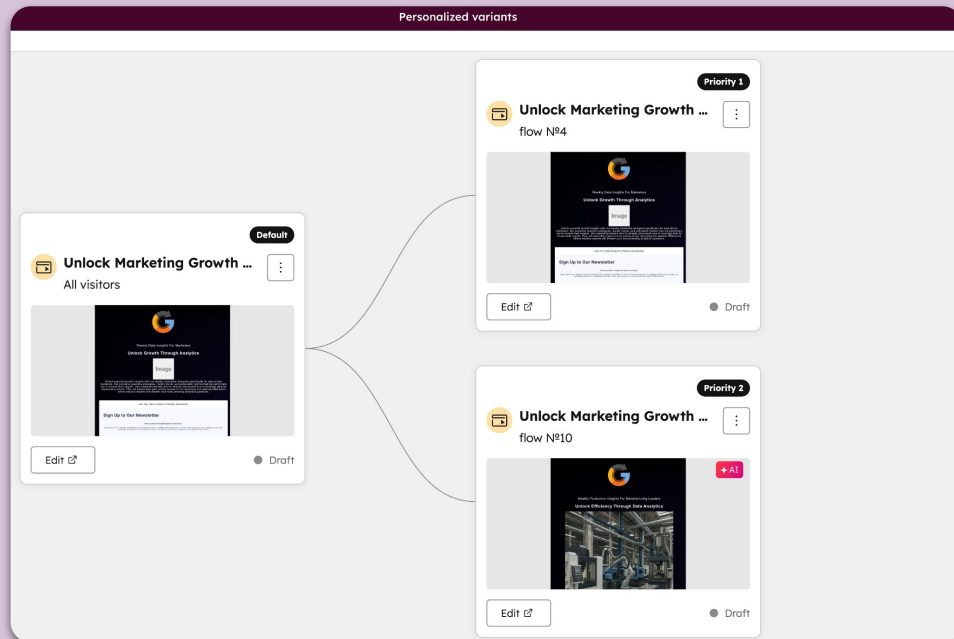 Personalized variants
Default
Unlock Marketing Growth ...
All visitors
Weekly Data Insights For Marketers
Unlock Growth Through Analytics
Image
Sign Up to Our Newsletter
Edit
Draft
Priority 1
Unlock Marketing Growth ...
flow Nº4
Weekly Data Insights For Marketers
Unlock Growth Through Analytics
Image
Sign Up to Our Newsletter
Edit
Draft
Priority 2
Unlock Marketing Growth ...
flow Nº10
AI
Weekly Production Insights For Manufacturing Leaders
Unlock Efficiency Through Data Analytics
Edit
Draft